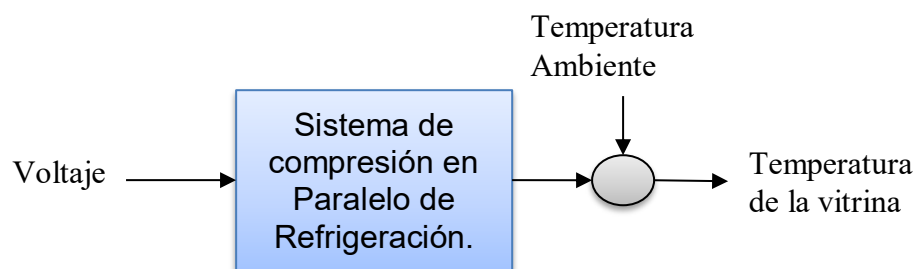 Temperatura
Ambiente
Voltaje
Sistema de
compresión en
Paralelo de
Refrigeración.
Temperatura
de la vitrina